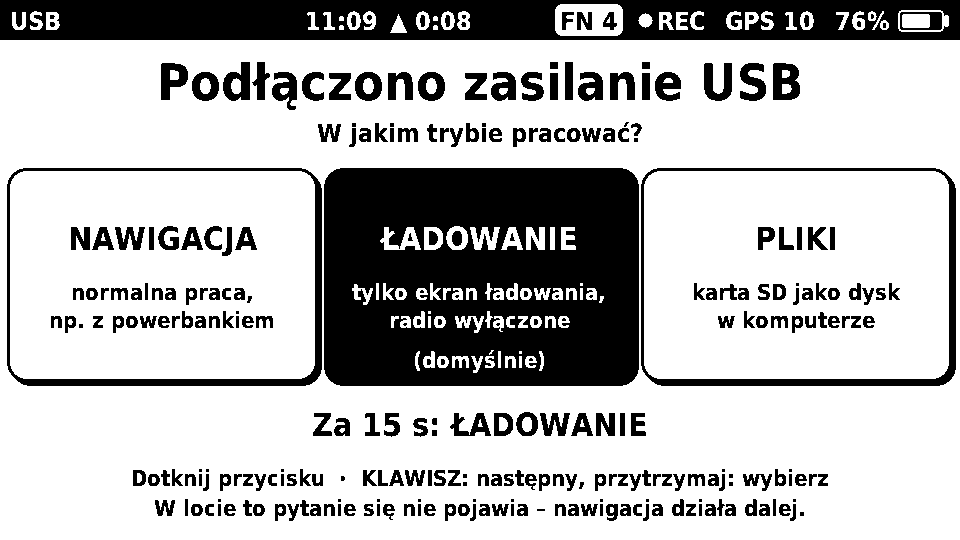 USB 11:09 ▲ 0:08 FN 4 ●REC GPS 10 76%
Podłączono zasilanie USB
W jakim trybie pracować?
NAWIGACJA
normalna praca,
np. z powerbankiem
ŁADOWANIE
tylko ekran ładowania,
radio wyłączone
(domyślnie)
PLIKI
karta SD jako dysk
w komputerze
Za 15 s: ŁADOWANIE
Dotknij przycisku · KLAWISZ: następny, przytrzymaj: wybierz
W locie to pytanie się nie pojawia – nawigacja działa dalej.